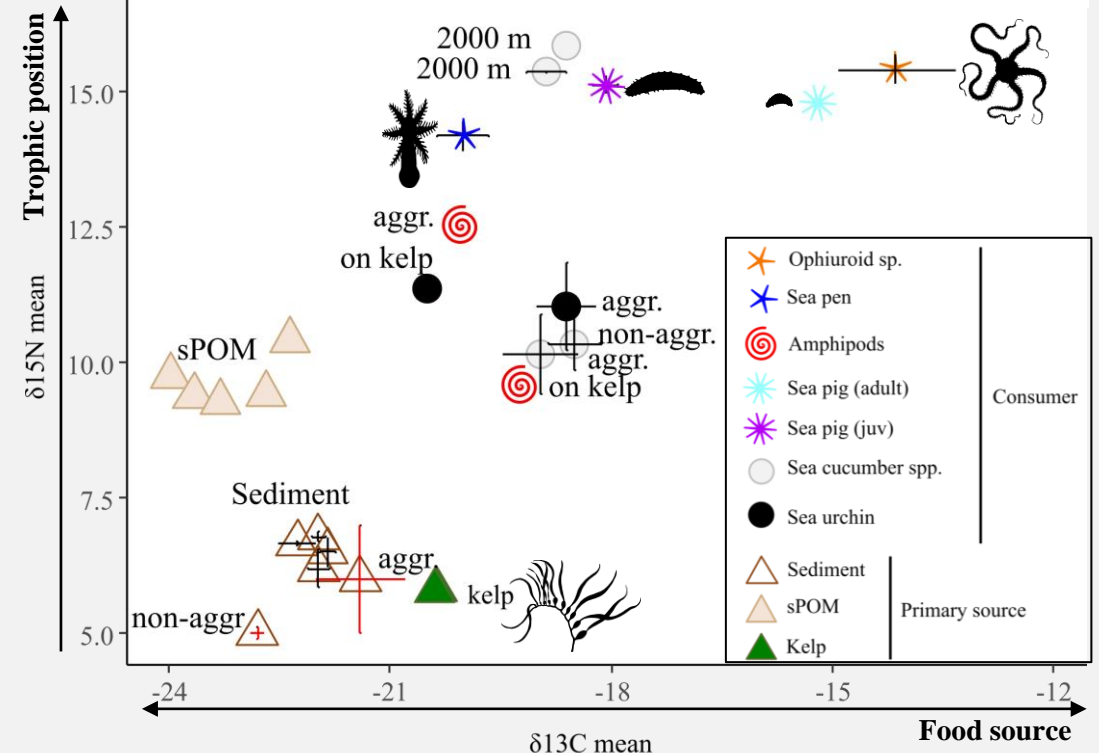 Trophic position
δ15N mean
15.0
12.5
10.0
7.5
5.0
2000 m
2000 m
aggr.
on kelp
aggr.
non-aggr.
aggr.
on kelp
sPOM
Sediment
aggr.
kelp
non-aggr
Ophiuroid sp.
Sea pen
Amphipods
Sea pig (adult)
Sea pig (juv)
Sea cucumber spp.
Sea urchin
Consumer
Sediment
sPOM
Kelp
Primary source
-24
-21
-18
-15
-12
Food source
δ13C mean